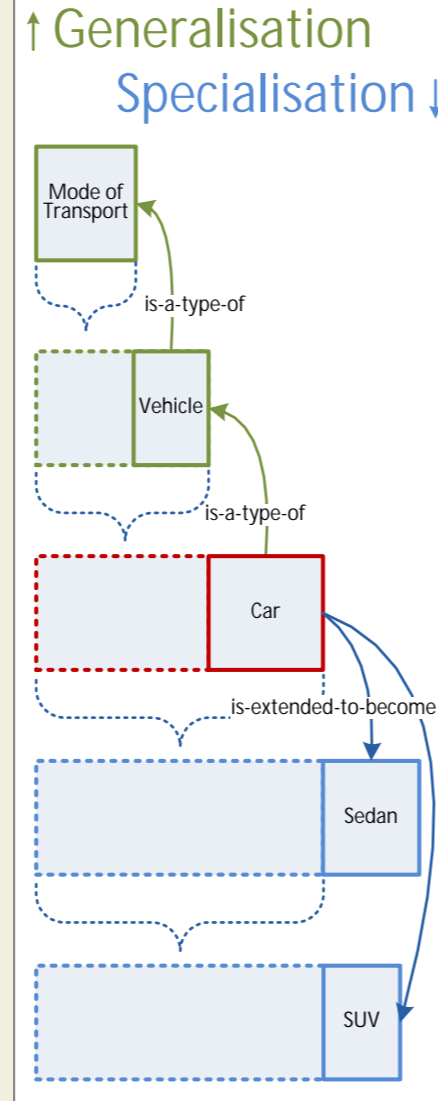 ↑ Generalisation
Specialisation ↓
Mode of
Transport
is-a-type-of
Vehicle
is-a-type-of
Car
is-extended-to-become
Sedan
SUV